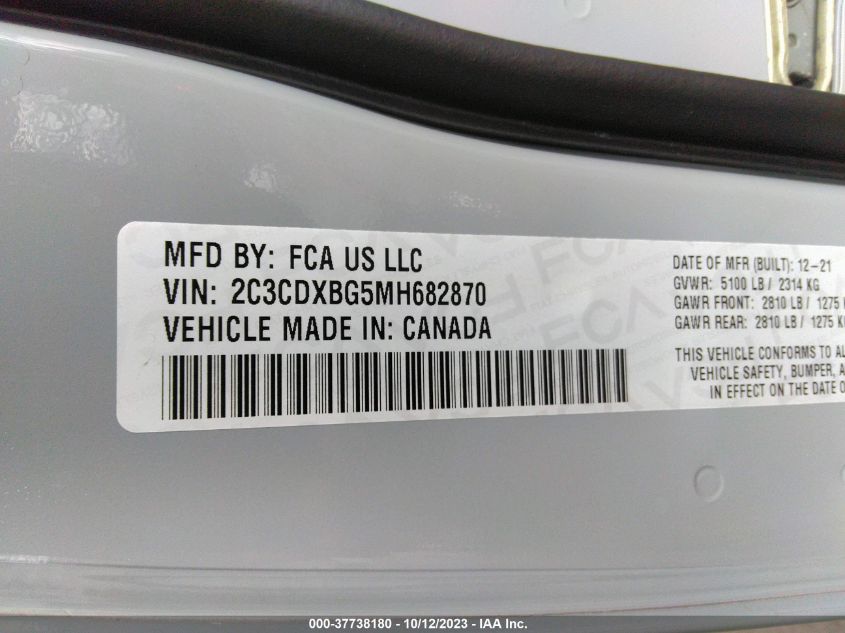 MFD BY: FCA US LLC
VIN: 2C3CDXBG5MH682870
VEHICLE MADE IN: CANADA
DATE OF MFR (BUILT): 12-21
GVWR: 5100 LB / 2314 KG
GAWR FRONT: 2810 LB / 1275 K
GAWR REAR: 2810 LB / 1275 K
THIS VEHICLE CONFORMS TO AL
VEHICLE SAFETY, BUMPER, A
IN EFFECT ON THE DATE O
000-37738180 - 10/12/2023 - IAA Inc.